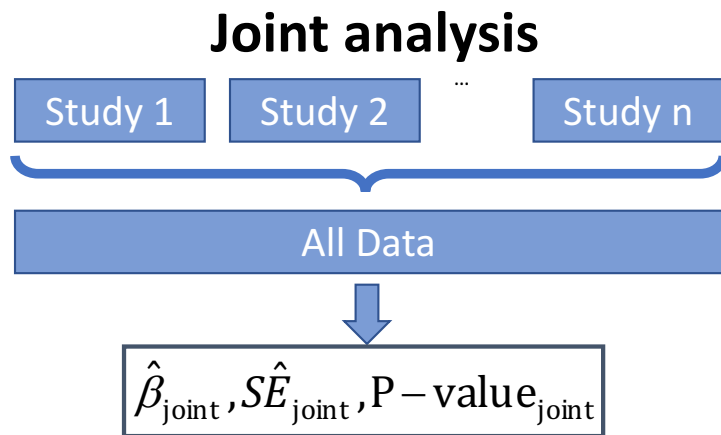 Joint analysis
Study 1 Study 2 ... Study n
All Data
β̂joint, SÊjoint, P−valuejoint